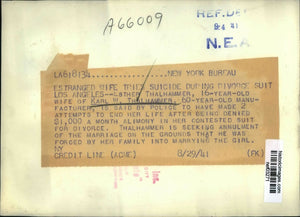 A66009
REF. DEP
N.E.A
LA618134..............NEW YORK BUREAU
ESTRANGED WIFE TRIES SUICIDE DURING DIVORCE SUIT
LOS ANGELES--ESTHER THALHAMMER, 16-YEAR-OLD
WIFE OF KARL W. THALHAMMER, 60-YEAR-OLD MANU-
FACTURER, IS SAID BY POLICE TO HAVE MADE 2
ATTEMPTS TO END HER LIFE AFTER BEING DENIED
$1,000 A MONTH ALIMONY IN HER CONTESTED SUIT
FOR DIVORCE. THALHAMMER IS SEEKING ANNULMENT
OF THE MARRIAGE ON THE GROUNDS THAT HE WAS
FORCED BY HER FAMILY INTO MARRYING THE GIRL.
NY
CREDIT LINE (ACME) 8/29/41 (FK)